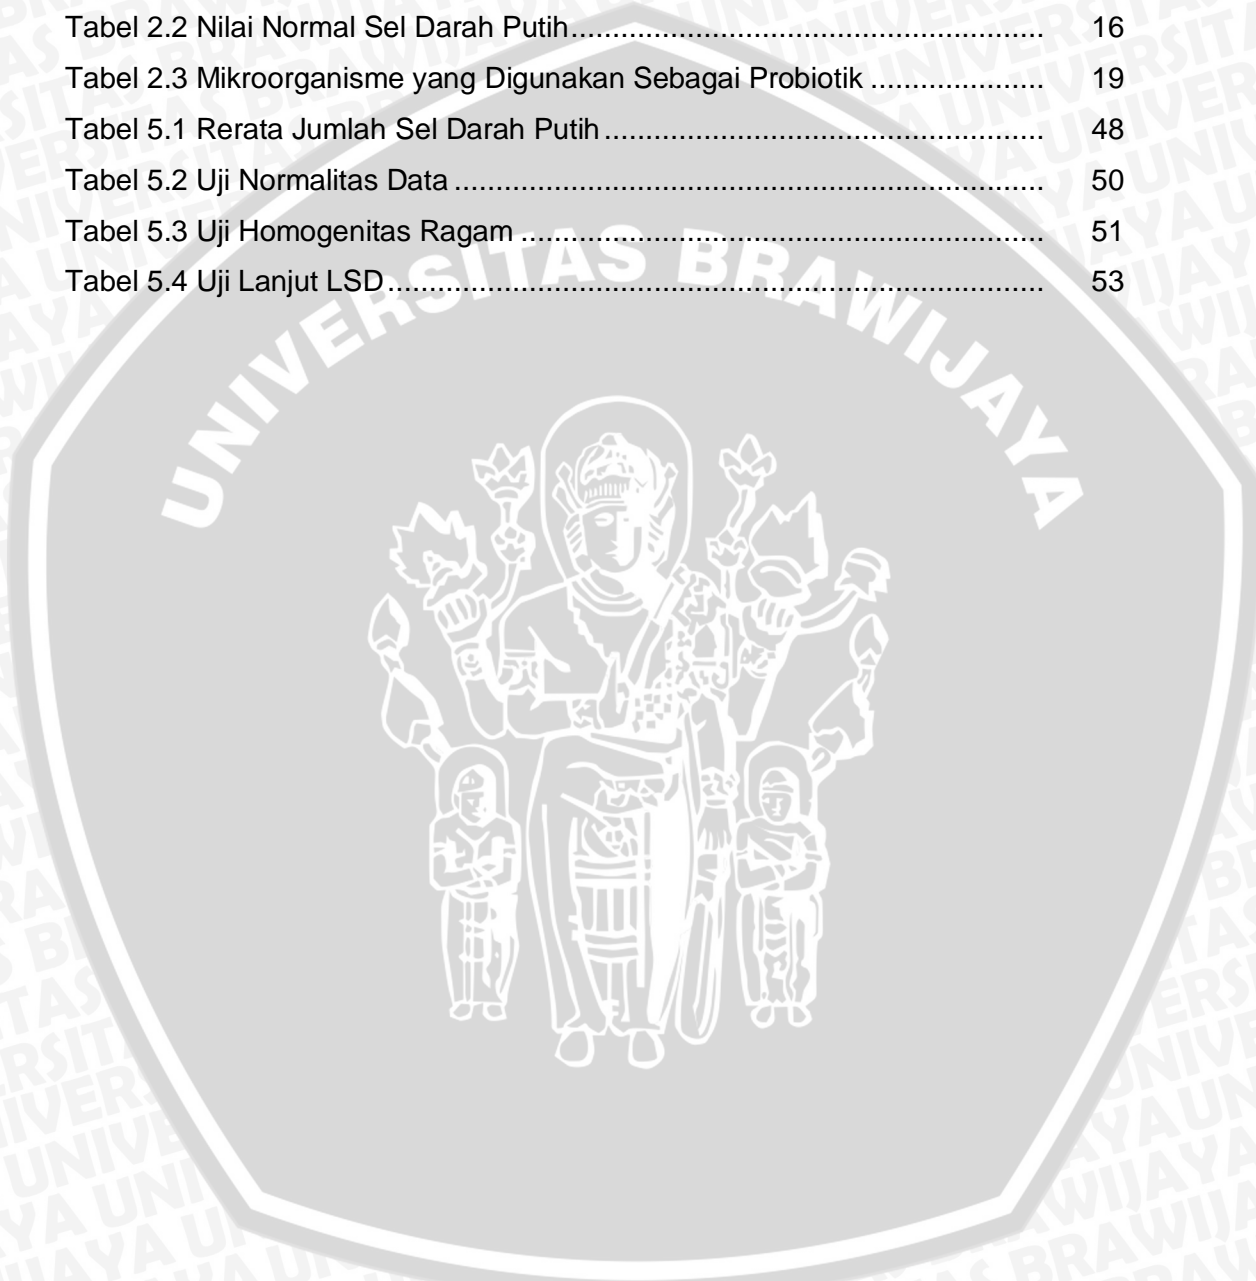 Tabel 2.2 Nilai Normal Sel Darah Putih.......................................................... 16
Tabel 2.3 Mikroorganisme yang Digunakan Sebagai Probiotik ..................... 19
Tabel 5.1 Rerata Jumlah Sel Darah Putih ...................................................... 48
Tabel 5.2 Uji Normalitas Data ........................................................................ 50
Tabel 5.3 Uji Homogenitas Ragam ................................................................ 51
Tabel 5.4 Uji Lanjut LSD................................................................................ 53
UNIVERSITAS BRAWIJAYA